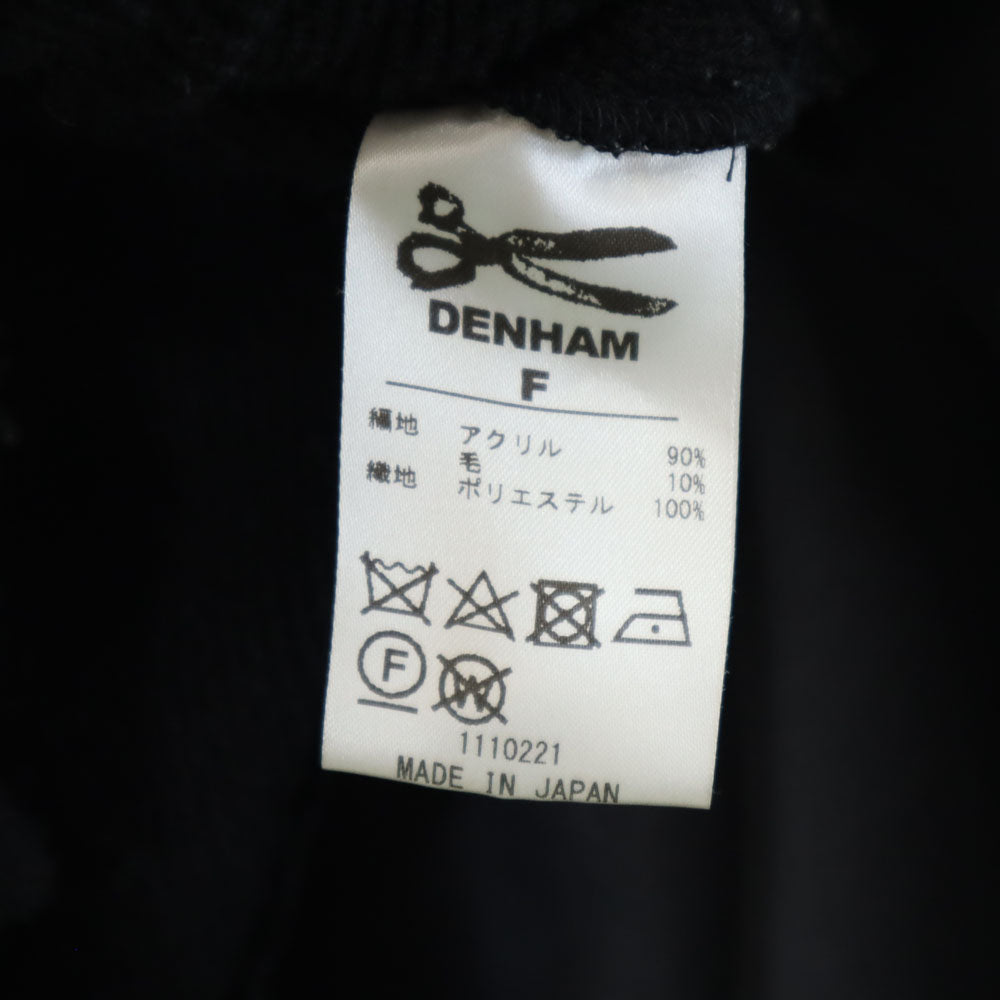 DENHAM
F
編地 アクリル 90%
毛 10%
織地 ポリエステル 100%
F W
1110221
MADE IN JAPAN